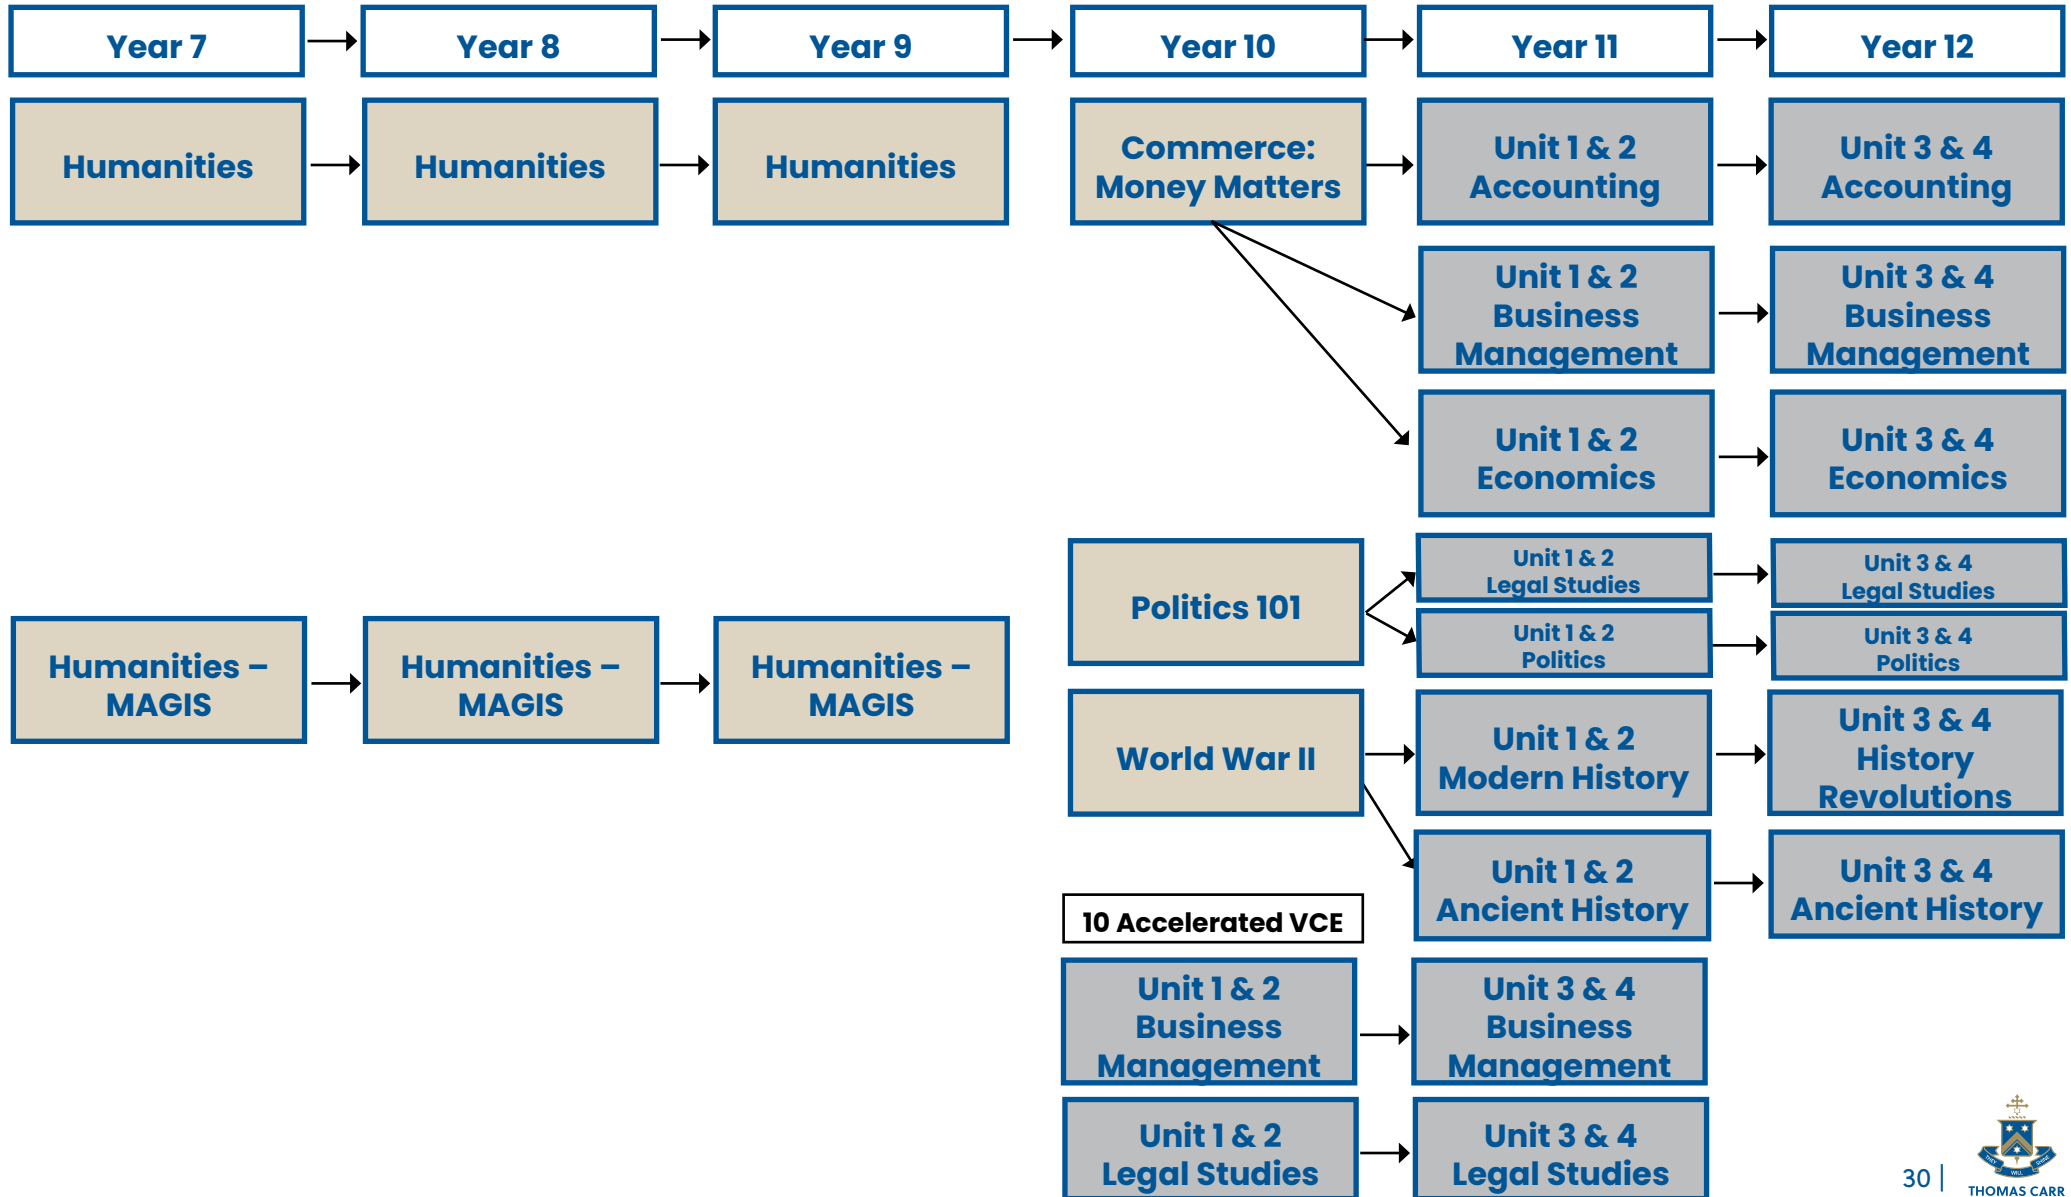 Year 7
Year 8
Year 9
Year 10
Year 11
Year 12
Humanities
Humanities
Humanities
Commerce:
Money Matters
Unit 1 & 2
Accounting
Unit 3 & 4
Accounting
Unit 1 & 2
Business
Management
Unit 3 & 4
Business
Management
Unit 1 & 2
Economics
Unit 3 & 4
Economics
Politics 101
Unit 1 & 2
Legal Studies
Unit 3 & 4
Legal Studies
Unit 1 & 2
Politics
Unit 3 & 4
Politics
Humanities –
MAGIS
Humanities –
MAGIS
Humanities –
MAGIS
World War II
Unit 1 & 2
Modern History
Unit 3 & 4
History
Revolutions
Unit 1 & 2
Ancient History
Unit 3 & 4
Ancient History
10 Accelerated VCE
Unit 1 & 2
Business
Management
Unit 3 & 4
Business
Management
Unit 1 & 2
Legal Studies
Unit 3 & 4
Legal Studies
30 |
THEY WILL SHINE
THOMAS CARR